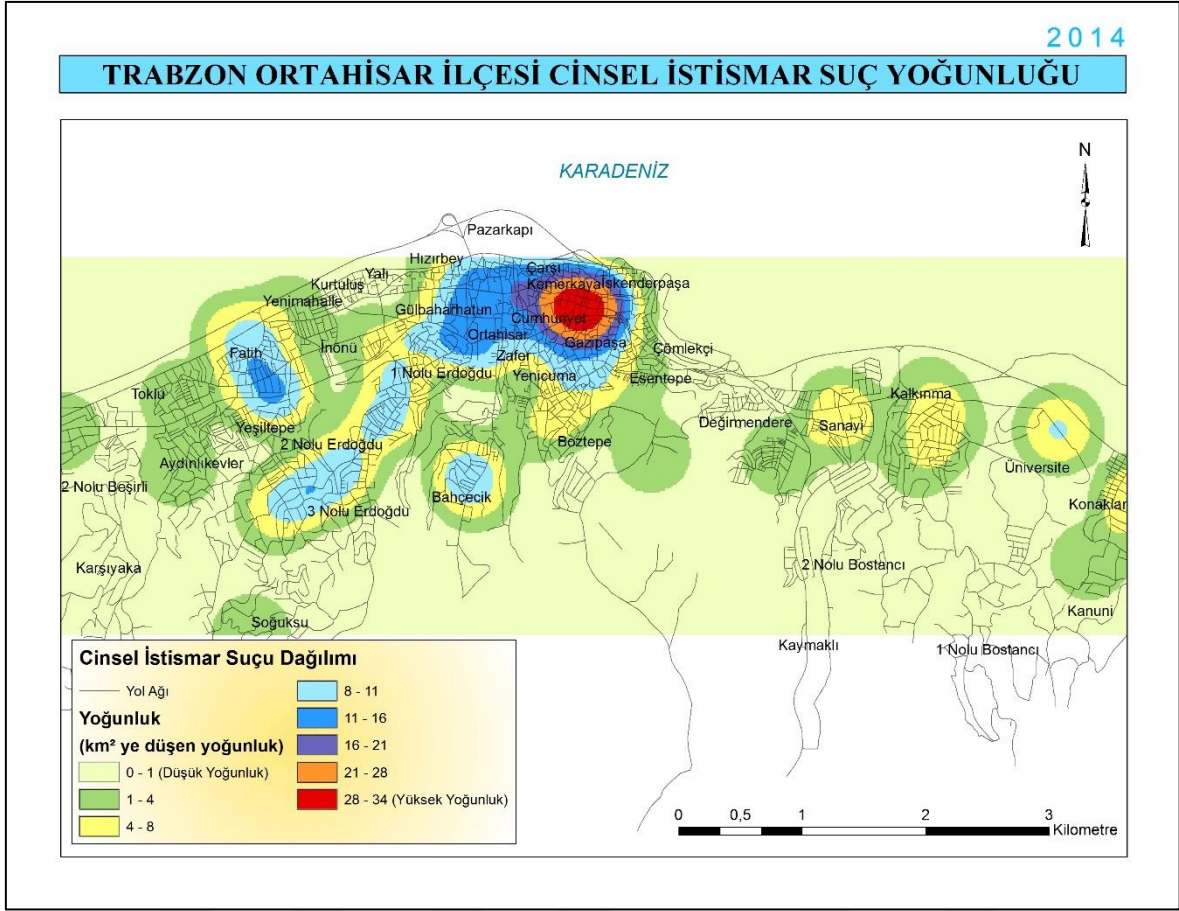 2014
TRABZON ORTAHİSAR İLÇESİ CİNSEL İSTİSMAR SUÇ YOĞUNLUĞU
KARADENİZ
N
Pazarkapı
Hızırbey
Çarşı
Yalı
Kemerkaya
İskenderpaşa
Kurtuluş
Yenimahalle
Gülbaharhatun
Cumhuriyet
Ortahisar
Gazipaşa
İnönü
Fatih
Zafer
Çömlekçi
1 Nolu Erdoğdu
Yenicuma
Esentepe
Toklu
Kalkınma
Yeşiltepe
Değirmendere
Sanayi
2 Nolu Erdoğdu
Boztepe
Aydınlıkevler
Üniversite
2 Nolu Beşirli
Bahçecik
3 Nolu Erdoğdu
Konaklar
Karşıyaka
2 Nolu Bostancı
Kanuni
Soğuksu
Kaymaklı
1 Nolu Bostancı
Cinsel İstismar Suçu Dağılımı
Yol Ağı
Yoğunluk
(km² ye düşen yoğunluk)
0 - 1 (Düşük Yoğunluk)
1 - 4
4 - 8
8 - 11
11 - 16
16 - 21
21 - 28
28 - 34 (Yüksek Yoğunluk)
0 0,5 1 2 3
Kilometre